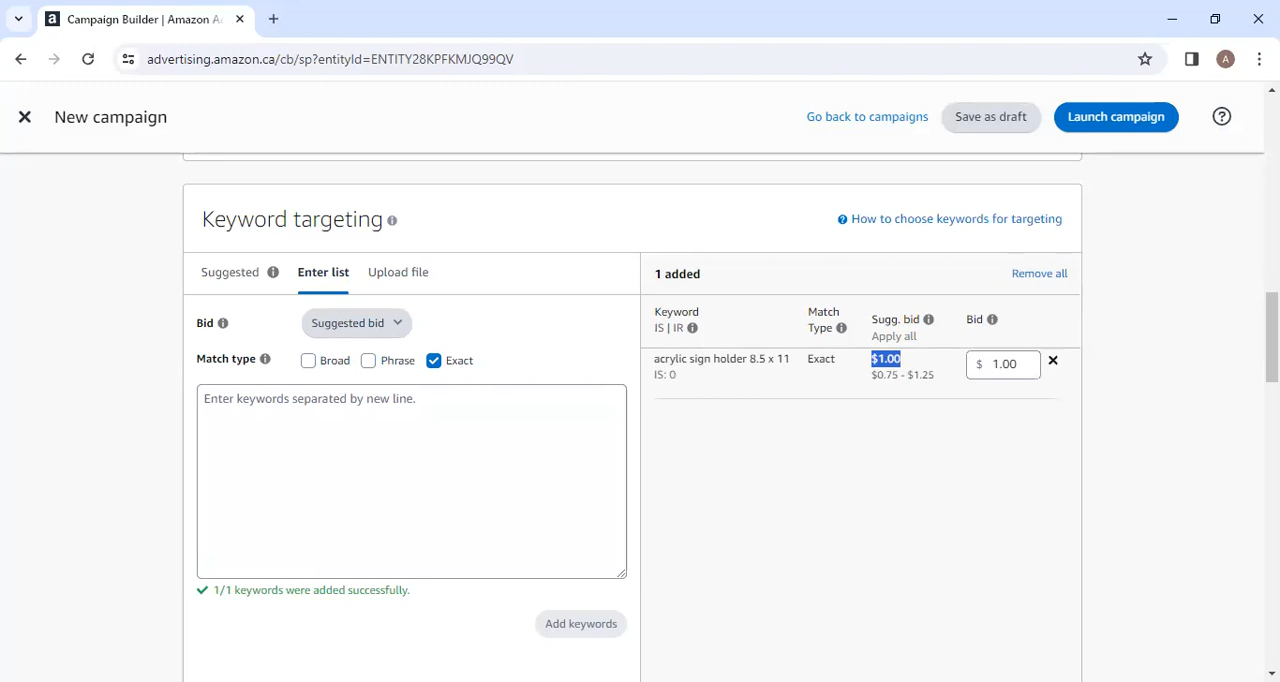 Campaign Builder | Amazon A
advertising.amazon.ca/cb/sp?entityId=ENTITY28KPFKMJQ99QV
A
New campaign
Go back to campaigns
Save as draft
Launch campaign
Keyword targeting
How to choose keywords for targeting
Suggested
Enter list
Upload file
1 added
Remove all
Bid
Suggested bid
Keyword
IS | IR
Match
Type
Sugg. bid
Apply all
Bid
Match type
Broad
Phrase
Exact
acrylic sign holder 8.5 x 11
IS: 0
Exact
$1.00
$0.75 - $1.25
$ 1.00
Enter keywords separated by new line.
1/1 keywords were added successfully.
Add keywords